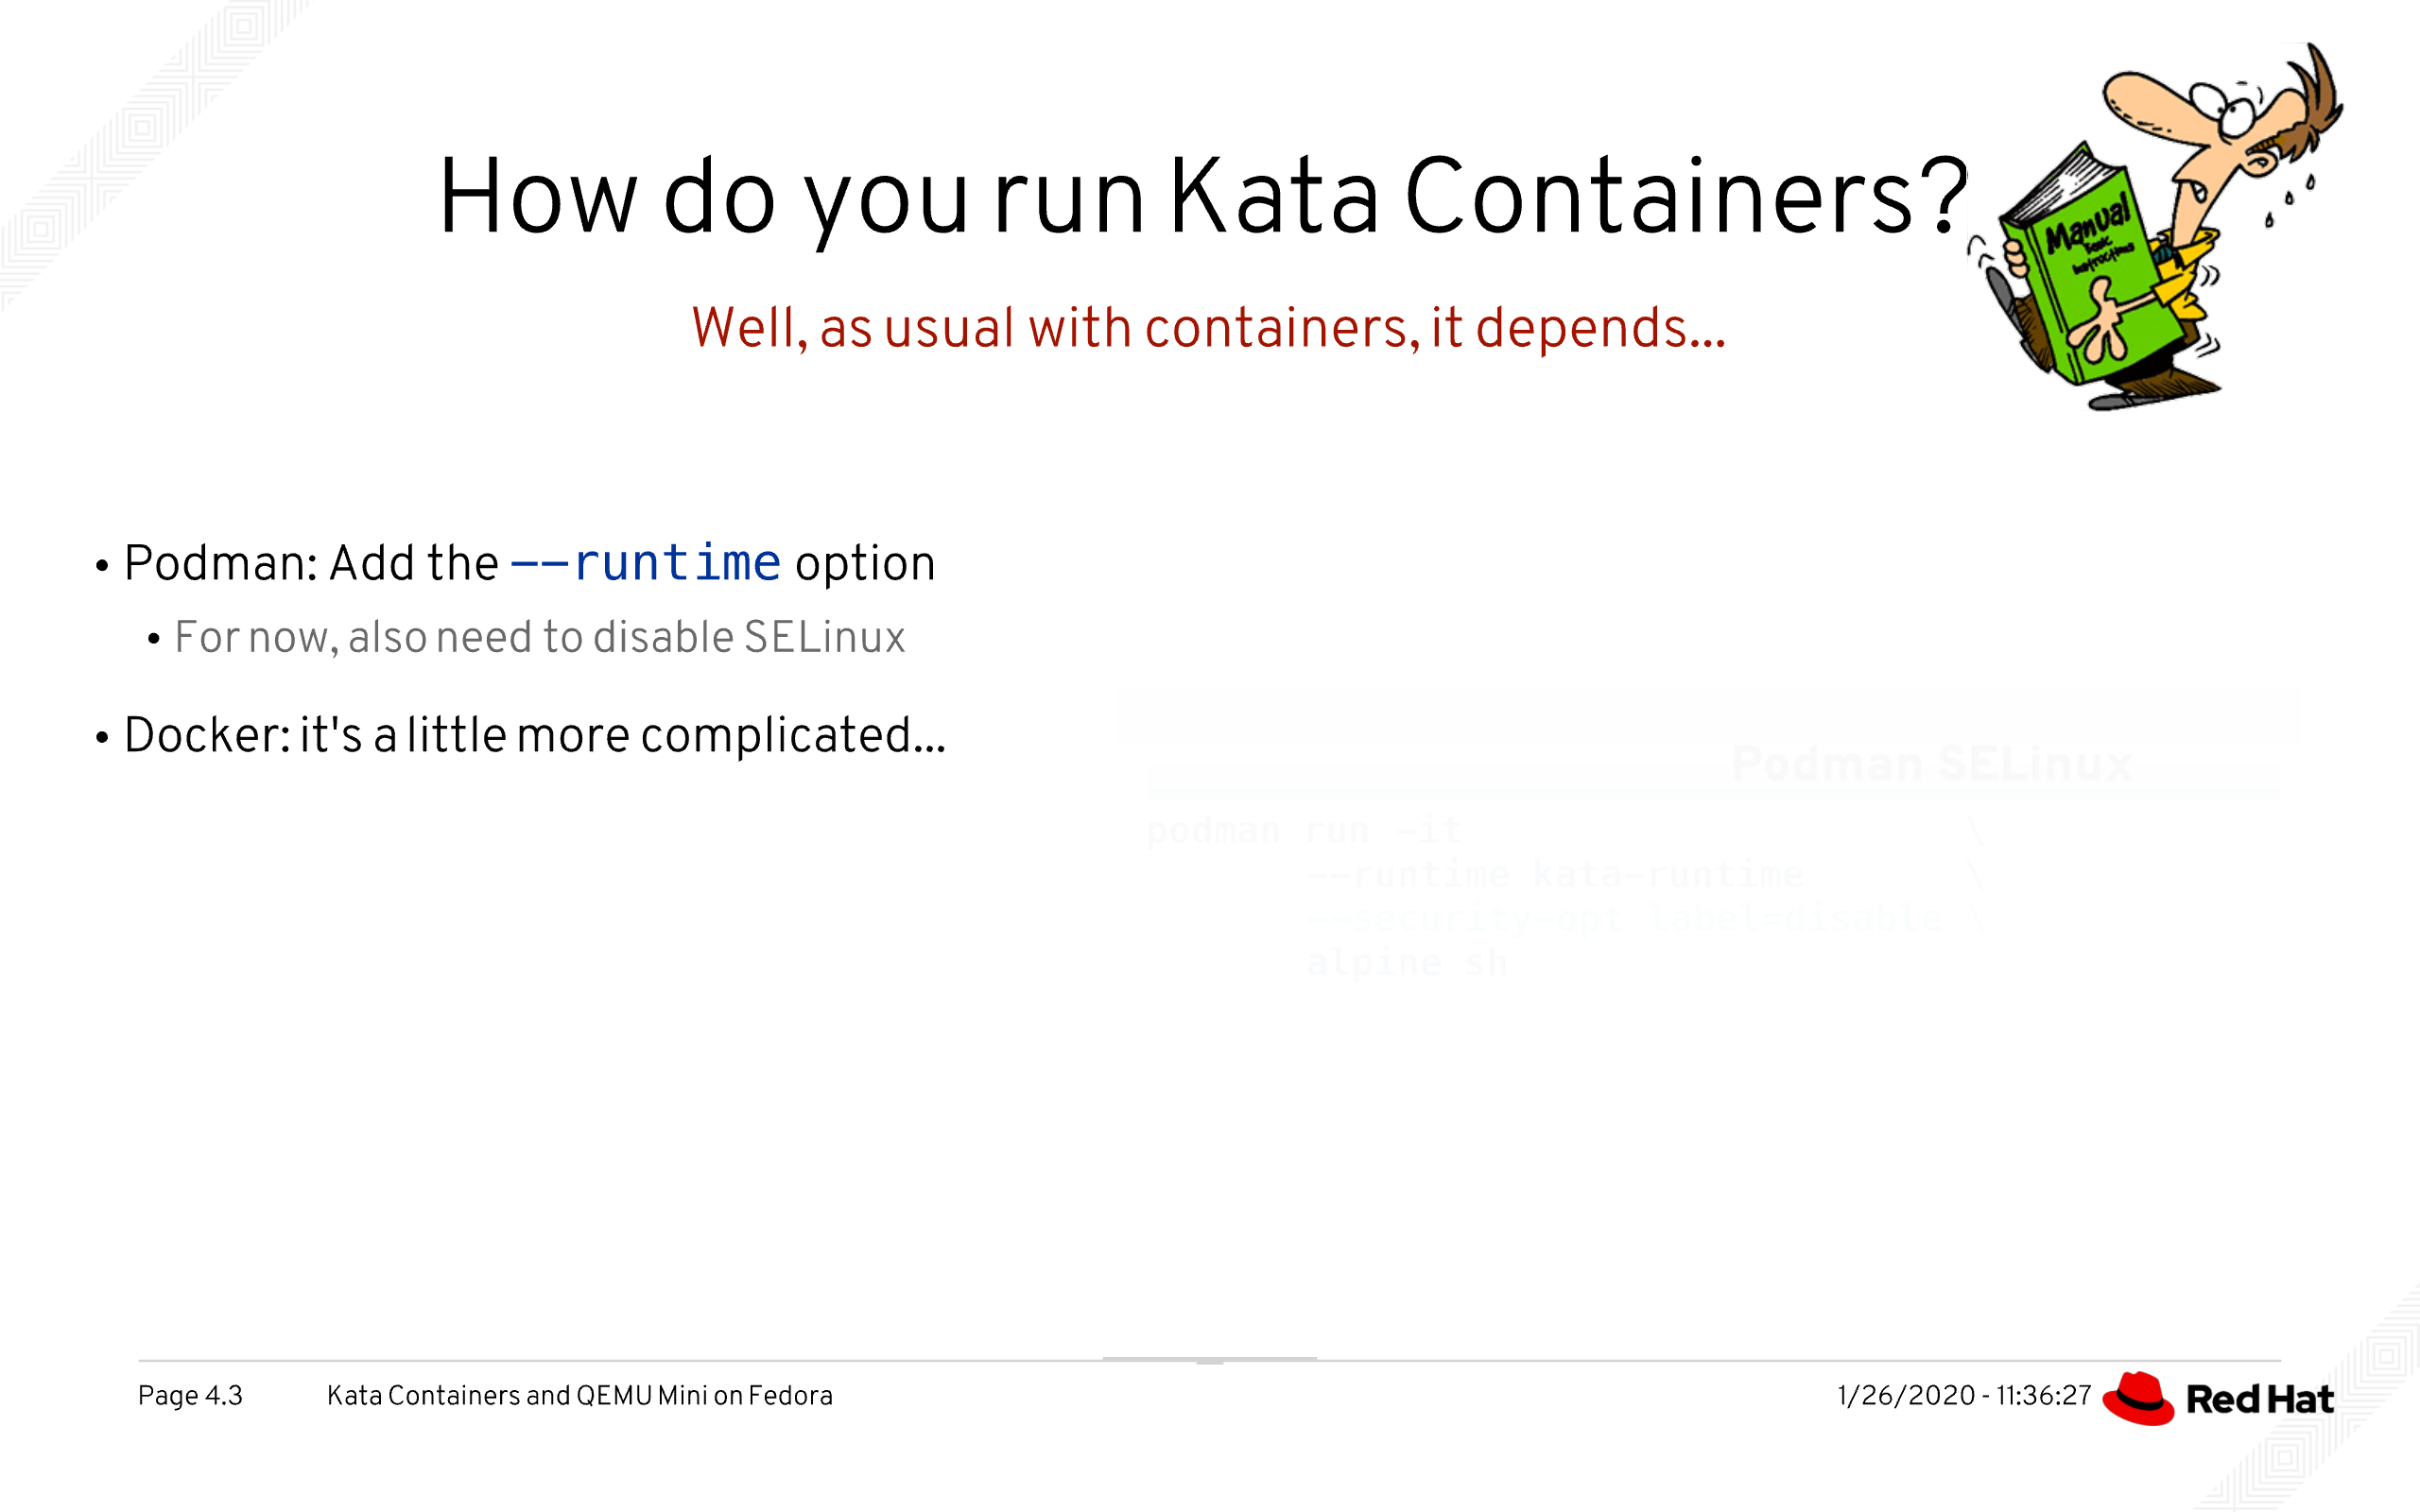 How do you run Kata Containers?
Well, as usual with containers, it depends...
Manual
Basic
Instructions
• Podman: Add the --runtime option
• For now, also need to disable SELinux
• Docker: it's a little more complicated...
Podman SELinux
podman run -it \
--runtime kata-runtime \
--security-opt label=disable \
alpine sh
Page 4.3
Kata Containers and QEMU Mini on Fedora
1/26/2020 - 11:36:27
Red Hat